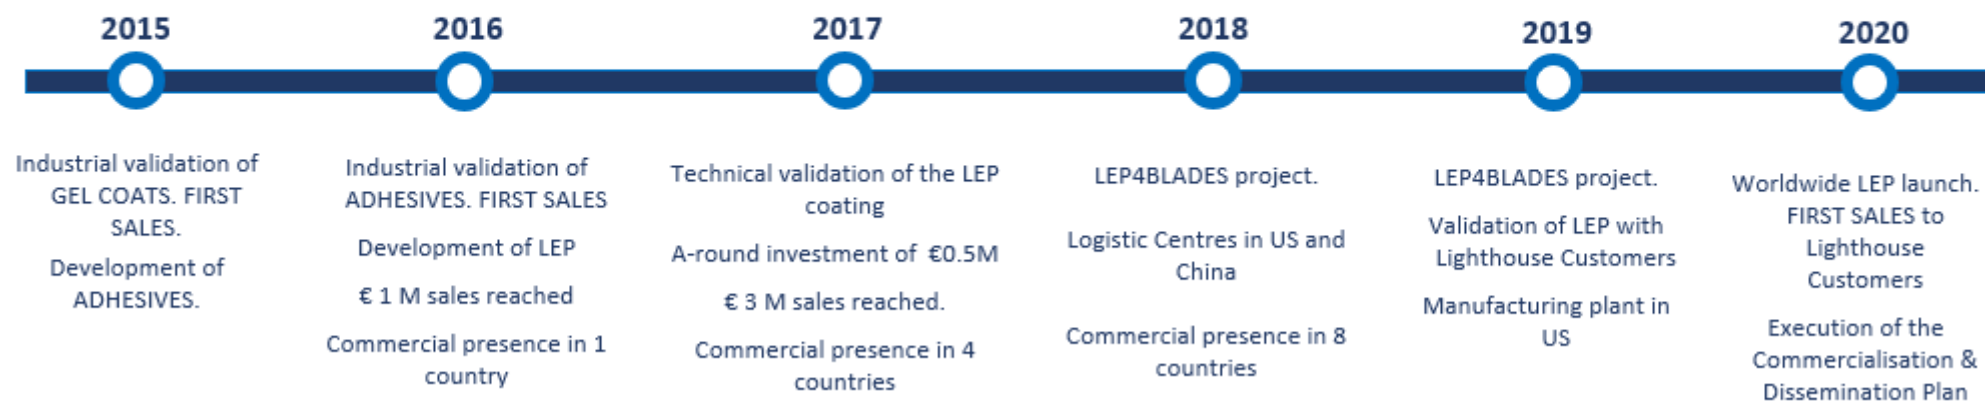 2015
Industrial validation of
GEL COATS. FIRST
SALES.
Development of
ADHESIVES.
2016
Industrial validation of
ADHESIVES. FIRST SALES
Development of LEP
€ 1 M sales reached
Commercial presence in 1
country
2017
Technical validation of the LEP
coating
A-round investment of €0.5M
€ 3 M sales reached.
Commercial presence in 4
countries
2018
LEP4BLADES project.
Logistic Centres in US and
China
Commercial presence in 8
countries
2019
LEP4BLADES project.
Validation of LEP with
Lighthouse Customers
Manufacturing plant in
US
2020
Worldwide LEP launch.
FIRST SALES to
Lighthouse
Customers
Execution of the
Commercialisation &
Dissemination Plan